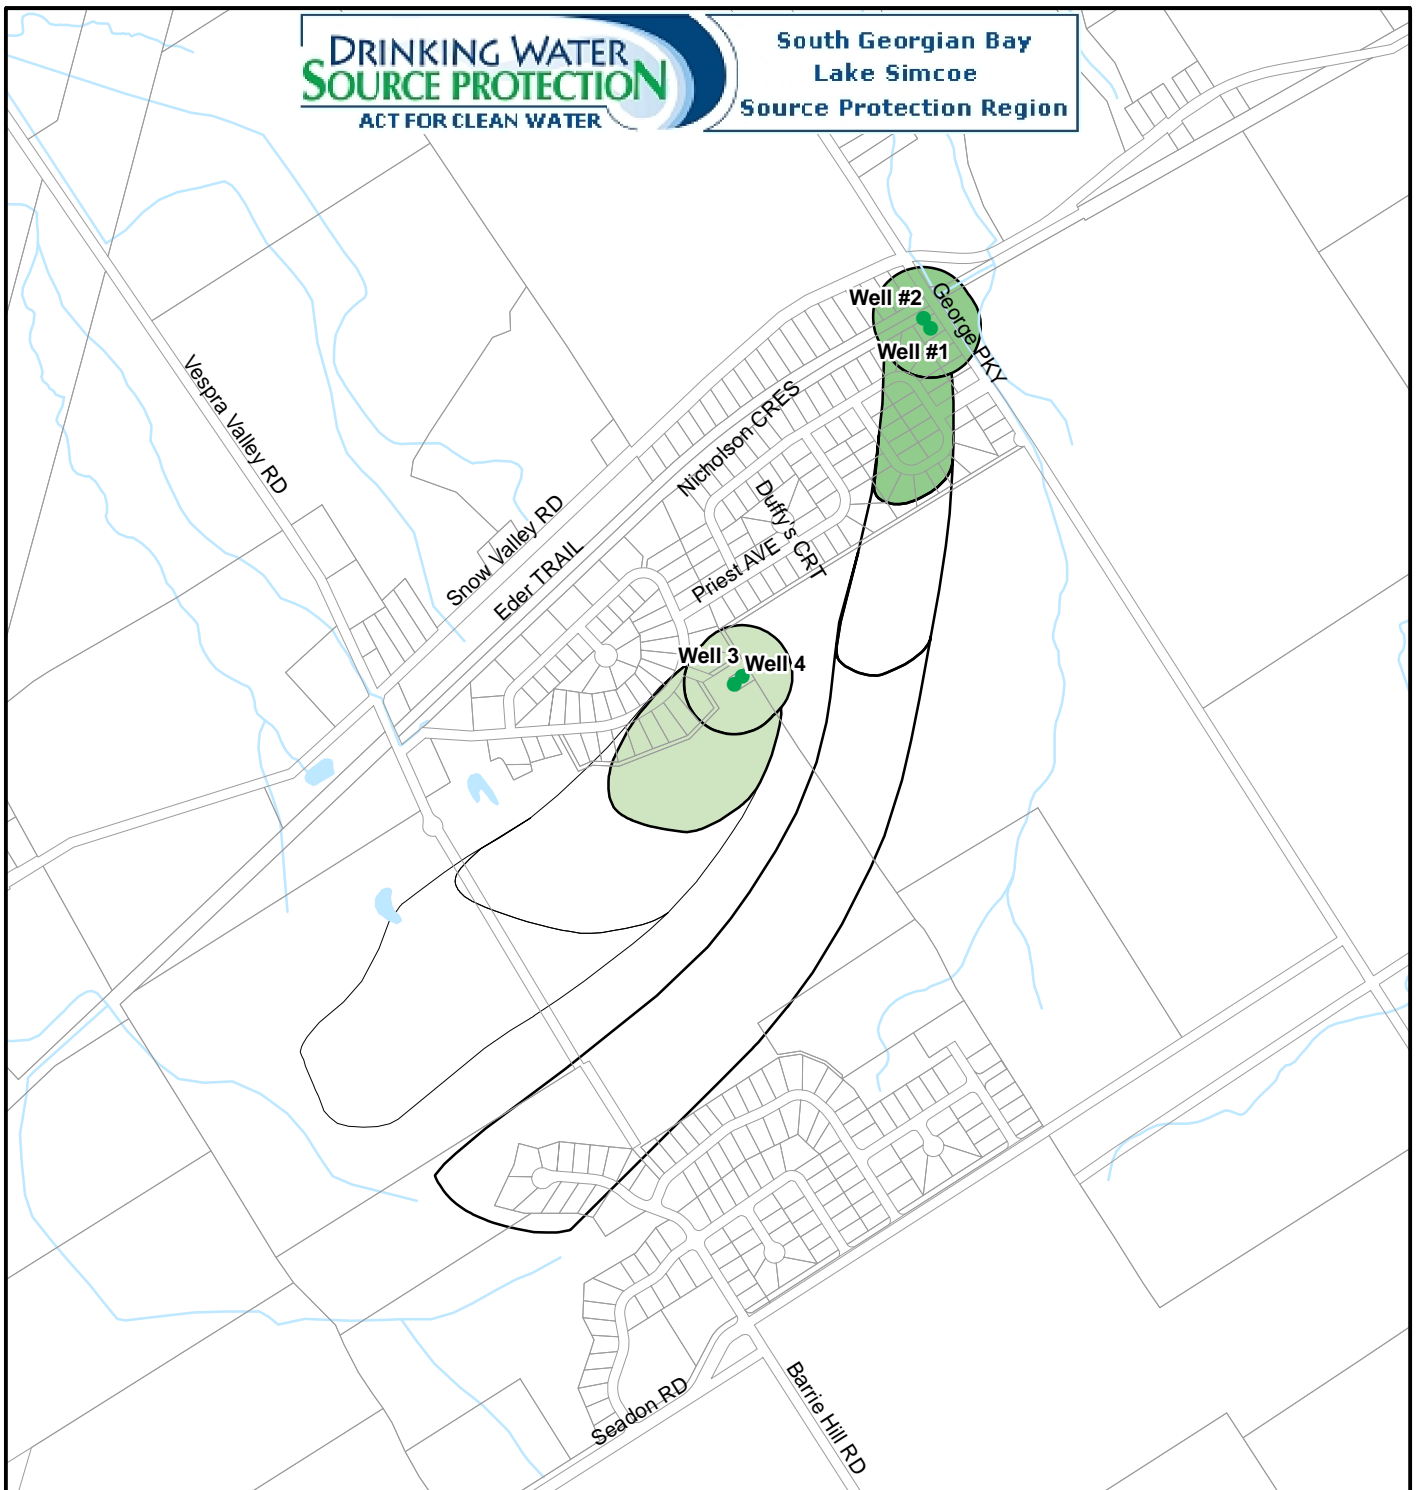 DRINKING WATER
SOURCE PROTECTION
ACT FOR CLEAN WATER
South Georgian Bay
Lake Simcoe
Source Protection Region
Well #2
George PKY
Well #1
Vespra Valley RD
Nicholson CRES
Duffy's CRT
Snow Valley RD
Eder TRAIL
Priest AVE
Well 3
Well 4
Seadon RD
Barrie Hill RD